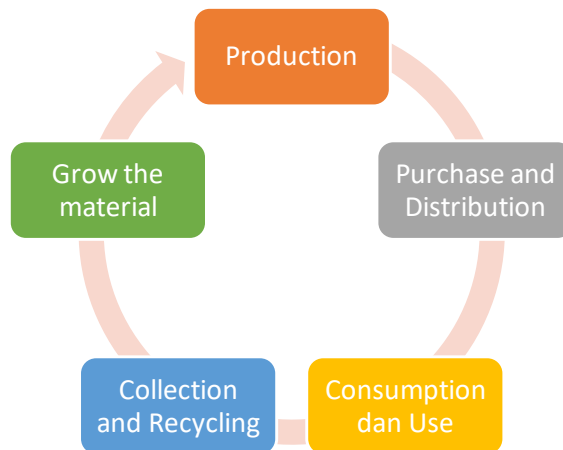 Production
Purchase and
Distribution
Consumption
dan Use
Collection
and Recycling
Grow the
material